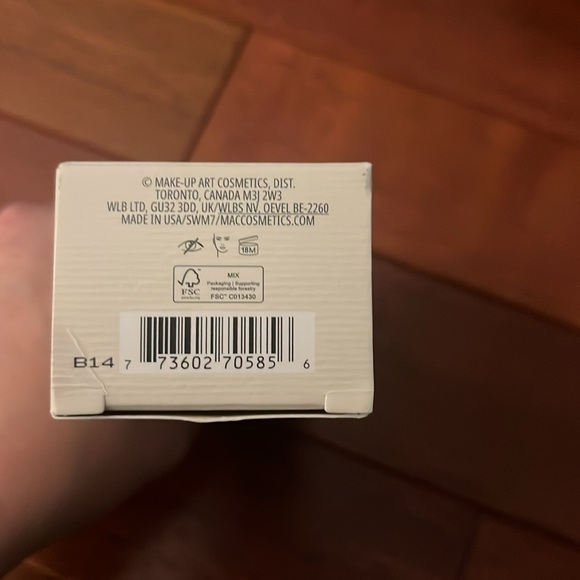 © MAKE-UP ART COSMETICS, DIST.
TORONTO, CANADA M3J 2W3
WLB LTD, GU32 3DD, UK/WLBS NV, OEVEL BE-2260
MADE IN USA/SWM7/MACCOSMETICS.COM
18M
FSC
MIX
Packaging | Supporting
responsible forestry
FSC™ C013430
B14 7 73602 70585 6